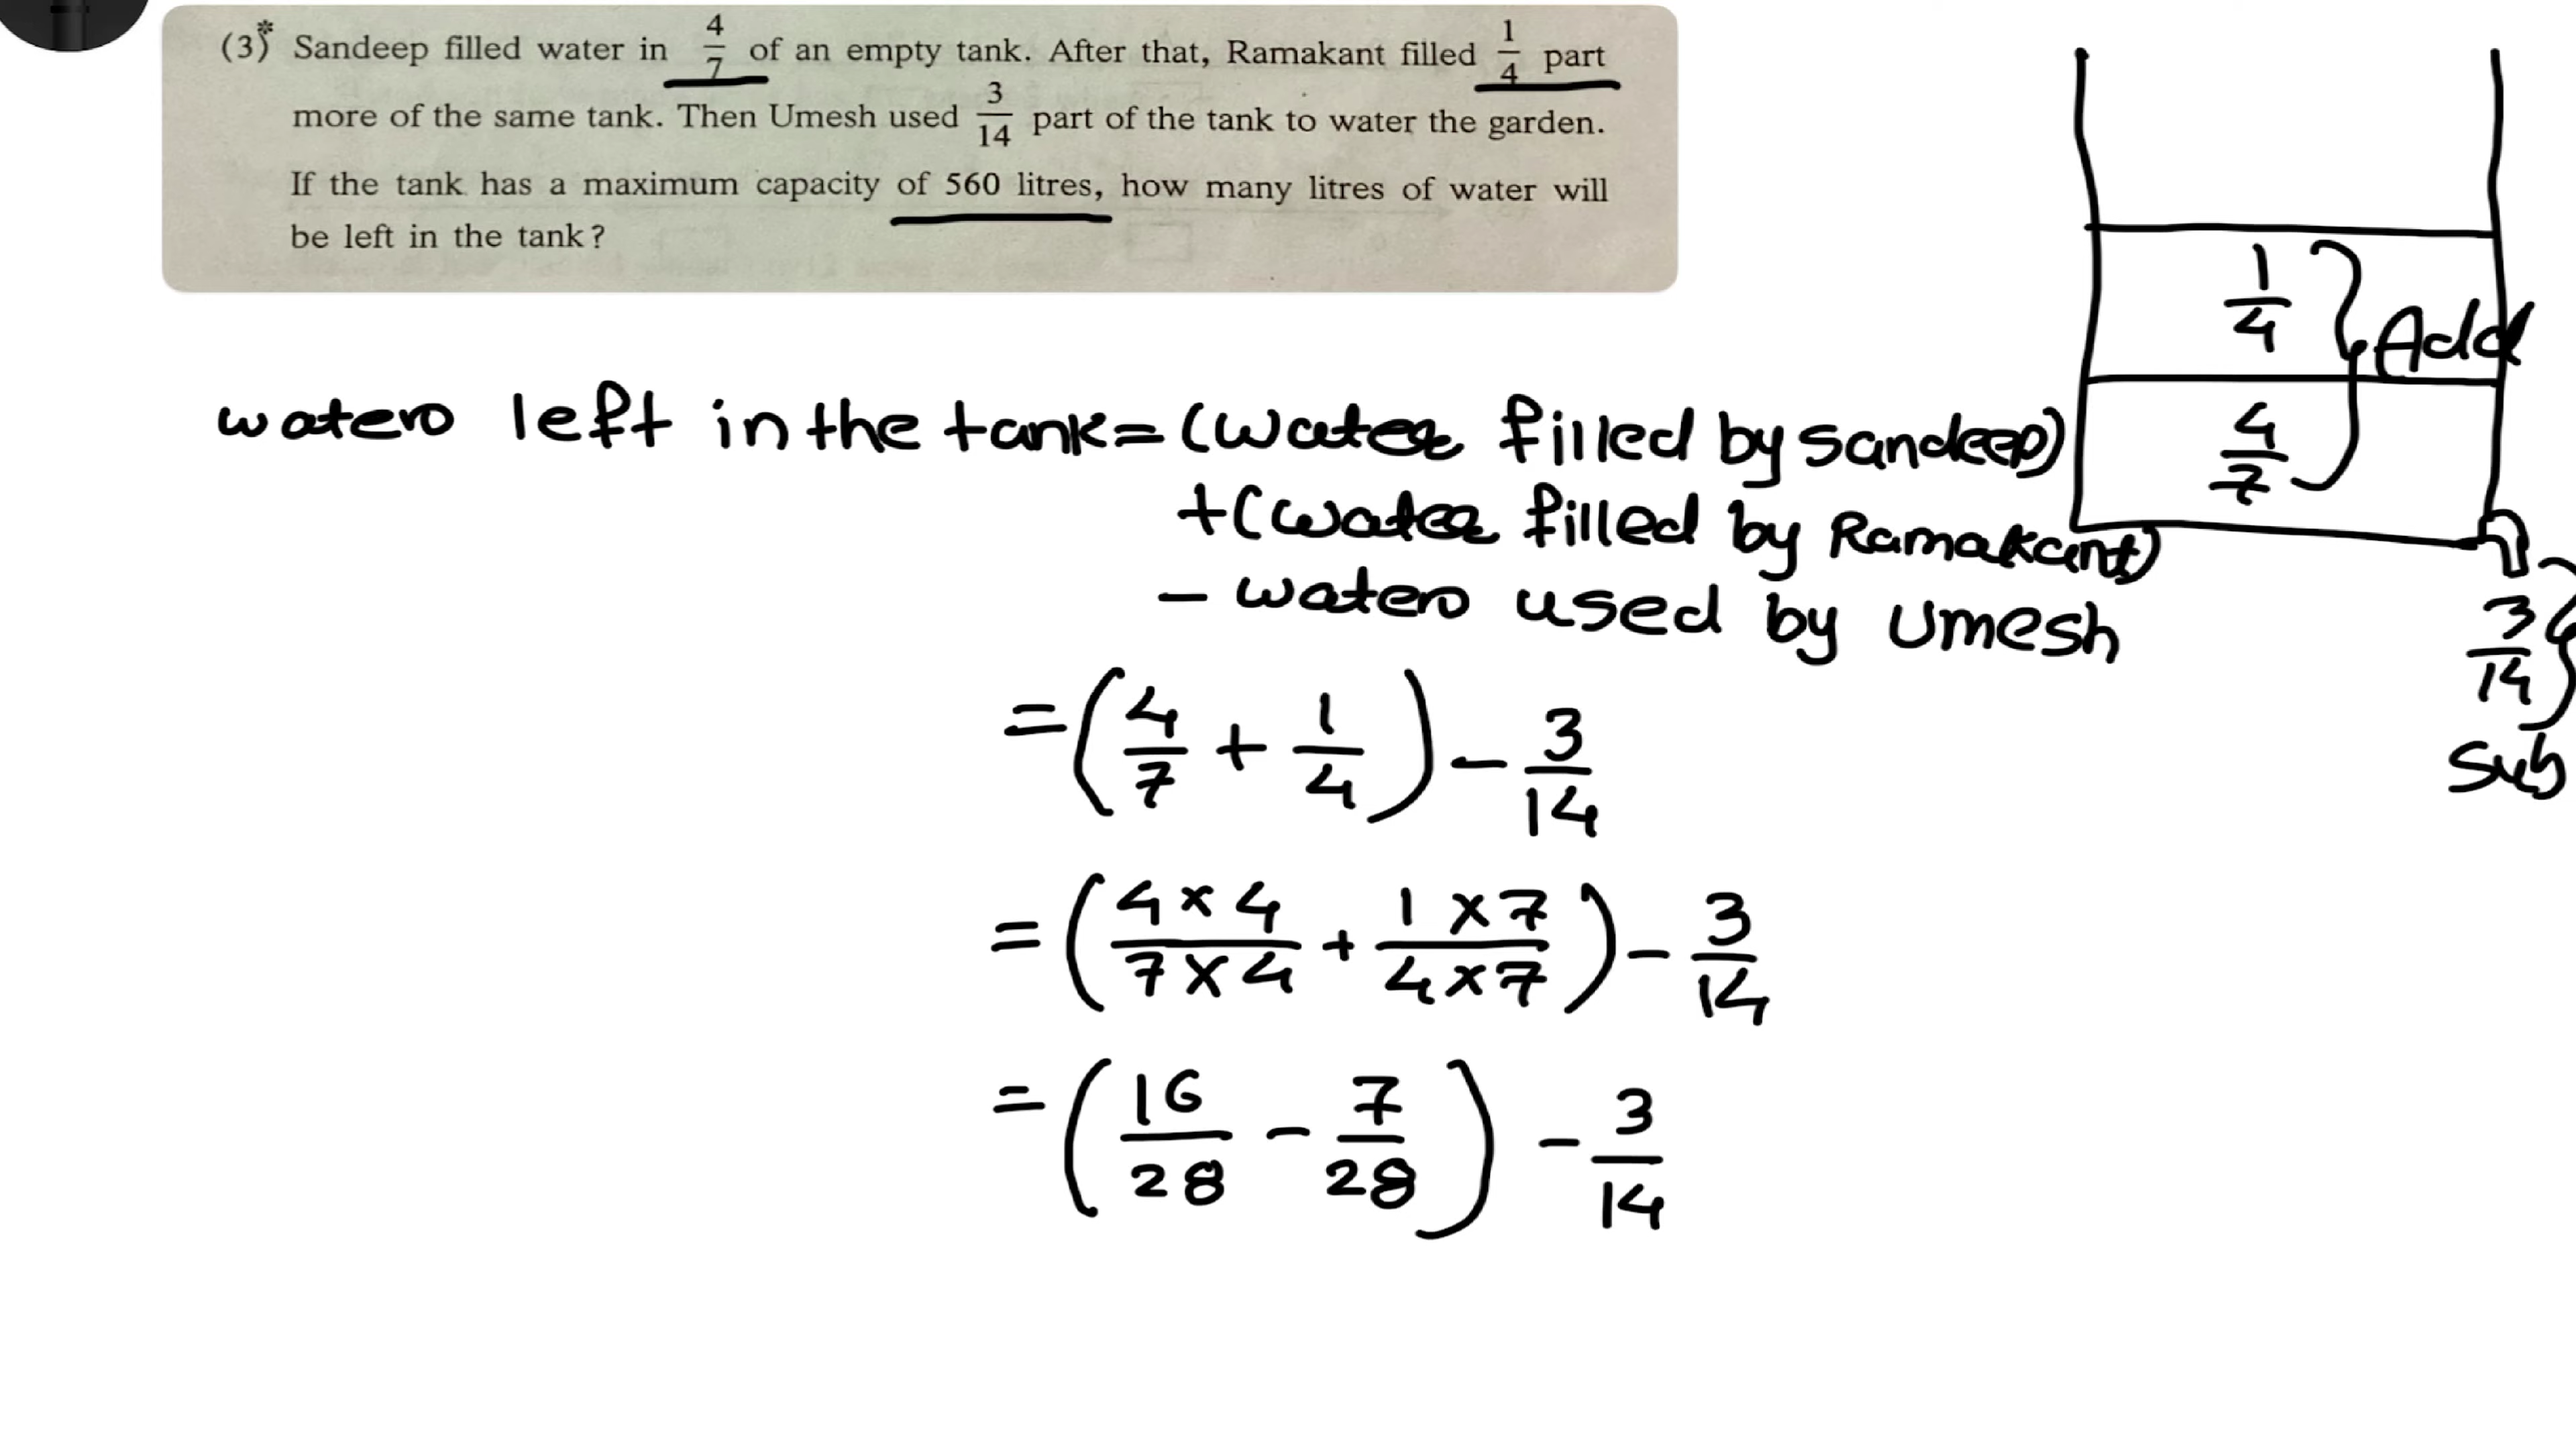 (3)* Sandeep filled water in 4/7 of an empty tank. After that, Ramakant filled 1/4 part
more of the same tank. Then Umesh used 3/14 part of the tank to water the garden.
If the tank has a maximum capacity of 560 litres, how many litres of water will
be left in the tank?
1/4
Add
4/7
water left in the tank = (water filled by Sandeep)
+ (water filled by Ramakant)
- water used by Umesh
3/14
Sub
= (4/7 + 1/4) - 3/14
= (4 × 4 / 7 × 4 + 1 × 7 / 4 × 7) - 3/14
= (16/28 - 7/28) - 3/14